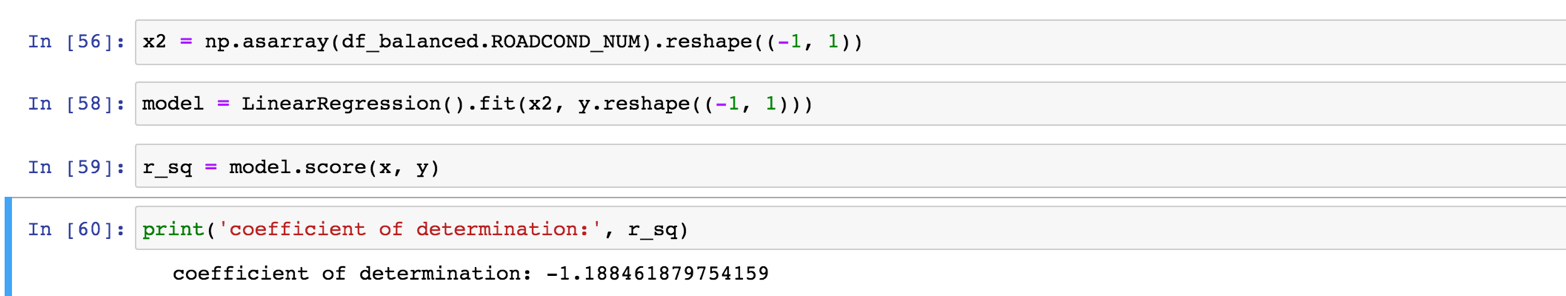 In [56]: x2 = np.asarray(df_balanced.ROADCOND_NUM).reshape((-1, 1))
In [58]: model = LinearRegression().fit(x2, y.reshape((-1, 1)))
In [59]: r_sq = model.score(x, y)
In [60]: print('coefficient of determination:', r_sq)
coefficient of determination: -1.188461879754159